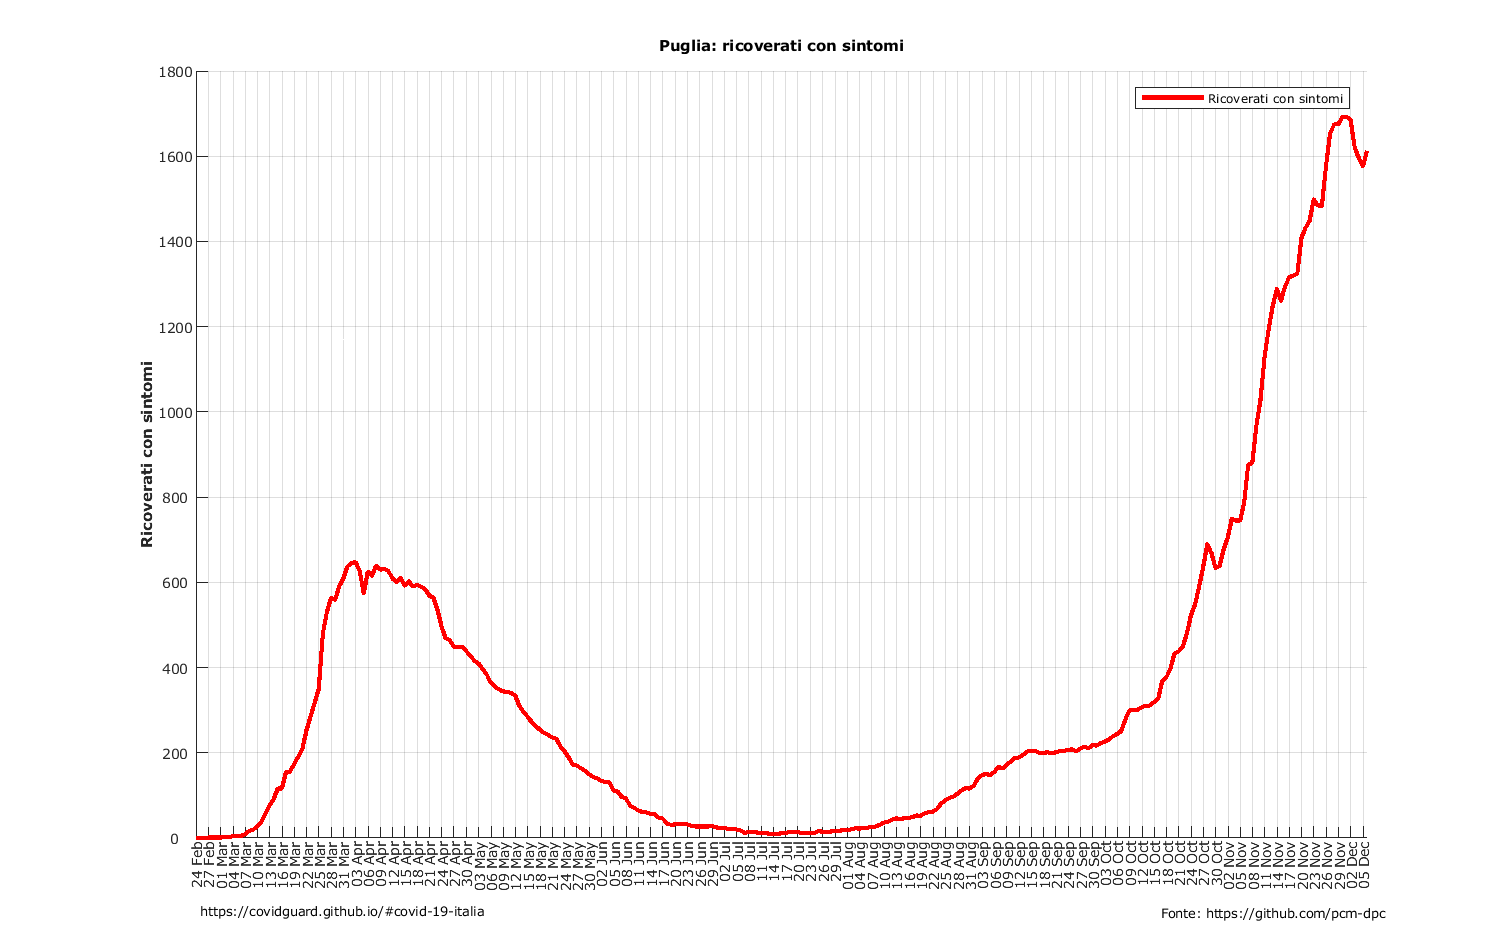 Puglia: ricoverati con sintomi
Ricoverati con sintomi
Ricoverati con sintomi
1800
1600
1400
1200
1000
800
600
400
200
0
24 Feb
27 Feb
01 Mar
04 Mar
07 Mar
10 Mar
13 Mar
16 Mar
19 Mar
22 Mar
25 Mar
28 Mar
31 Mar
03 Apr
06 Apr
09 Apr
12 Apr
15 Apr
18 Apr
21 Apr
24 Apr
27 Apr
30 Apr
03 May
06 May
09 May
12 May
15 May
18 May
21 May
24 May
27 May
30 May
02 Jun
05 Jun
08 Jun
11 Jun
14 Jun
17 Jun
20 Jun
23 Jun
26 Jun
29 Jun
02 Jul
05 Jul
08 Jul
11 Jul
14 Jul
17 Jul
20 Jul
23 Jul
26 Jul
29 Jul
01 Aug
04 Aug
07 Aug
10 Aug
13 Aug
16 Aug
19 Aug
22 Aug
25 Aug
28 Aug
31 Aug
03 Sep
06 Sep
09 Sep
12 Sep
15 Sep
18 Sep
21 Sep
24 Sep
27 Sep
30 Sep
03 Oct
06 Oct
09 Oct
12 Oct
15 Oct
18 Oct
21 Oct
24 Oct
27 Oct
30 Oct
02 Nov
05 Nov
08 Nov
11 Nov
14 Nov
17 Nov
20 Nov
23 Nov
26 Nov
29 Nov
02 Dec
05 Dec
https://covidguard.github.io/#covid-19-italia
Fonte: https://github.com/pcm-dpc